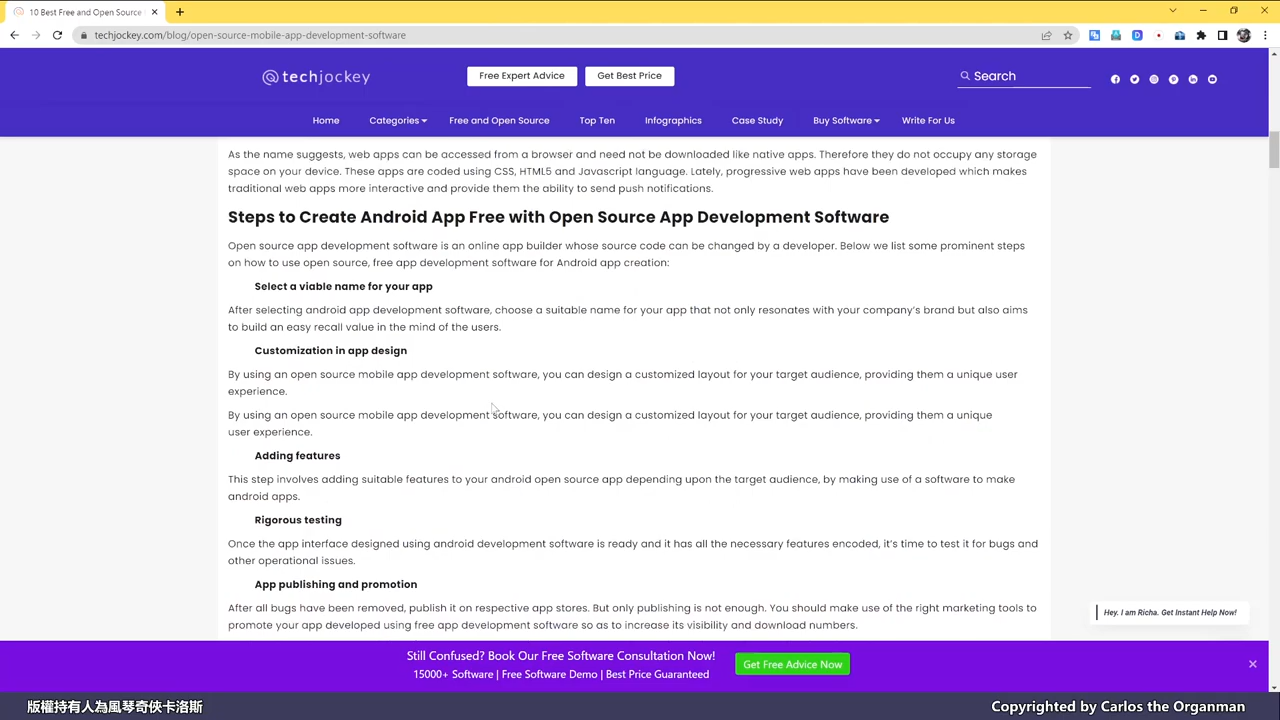 10 Best Free and Open Source
techjockey.com/blog/open-source-mobile-app-development-software
techjockey
Free Expert Advice
Get Best Price
Search
Home
Categories
Free and Open Source
Top Ten
Infographics
Case Study
Buy Software
Write For Us
As the name suggests, web apps can be accessed from a browser and need not be downloaded like native apps. Therefore they do not occupy any storage
space on your device. These apps are coded using CSS, HTML5 and Javascript language. Lately, progressive web apps have been developed which makes
traditional web apps more interactive and provide them the ability to send push notifications.
Steps to Create Android App Free with Open Source App Development Software
Open source app development software is an online app builder whose source code can be changed by a developer. Below we list some prominent steps
on how to use open source, free app development software for Android app creation:
Select a viable name for your app
After selecting android app development software, choose a suitable name for your app that not only resonates with your company's brand but also aims
to build an easy recall value in the mind of the users.
Customization in app design
By using an open source mobile app development software, you can design a customized layout for your target audience, providing them a unique user
experience.
By using an open source mobile app development software, you can design a customized layout for your target audience, providing them a unique
user experience.
Adding features
This step involves adding suitable features to your android open source app depending upon the target audience, by making use of a software to make
android apps.
Rigorous testing
Once the app interface designed using android development software is ready and it has all the necessary features encoded, it's time to test it for bugs and
other operational issues.
App publishing and promotion
After all bugs have been removed, publish it on respective app stores. But only publishing is not enough. You should make use of the right marketing tools to
promote your app developed using free app development software so as to increase its visibility and download numbers.
Hey. I am Richa. Get Instant Help Now!
Still Confused? Book Our Free Software Consultation Now!
15000+ Software | Free Software Demo | Best Price Guaranteed
Get Free Advice Now
版權持有人為風琴奇俠卡洛斯
Copyrighted by Carlos the Organman